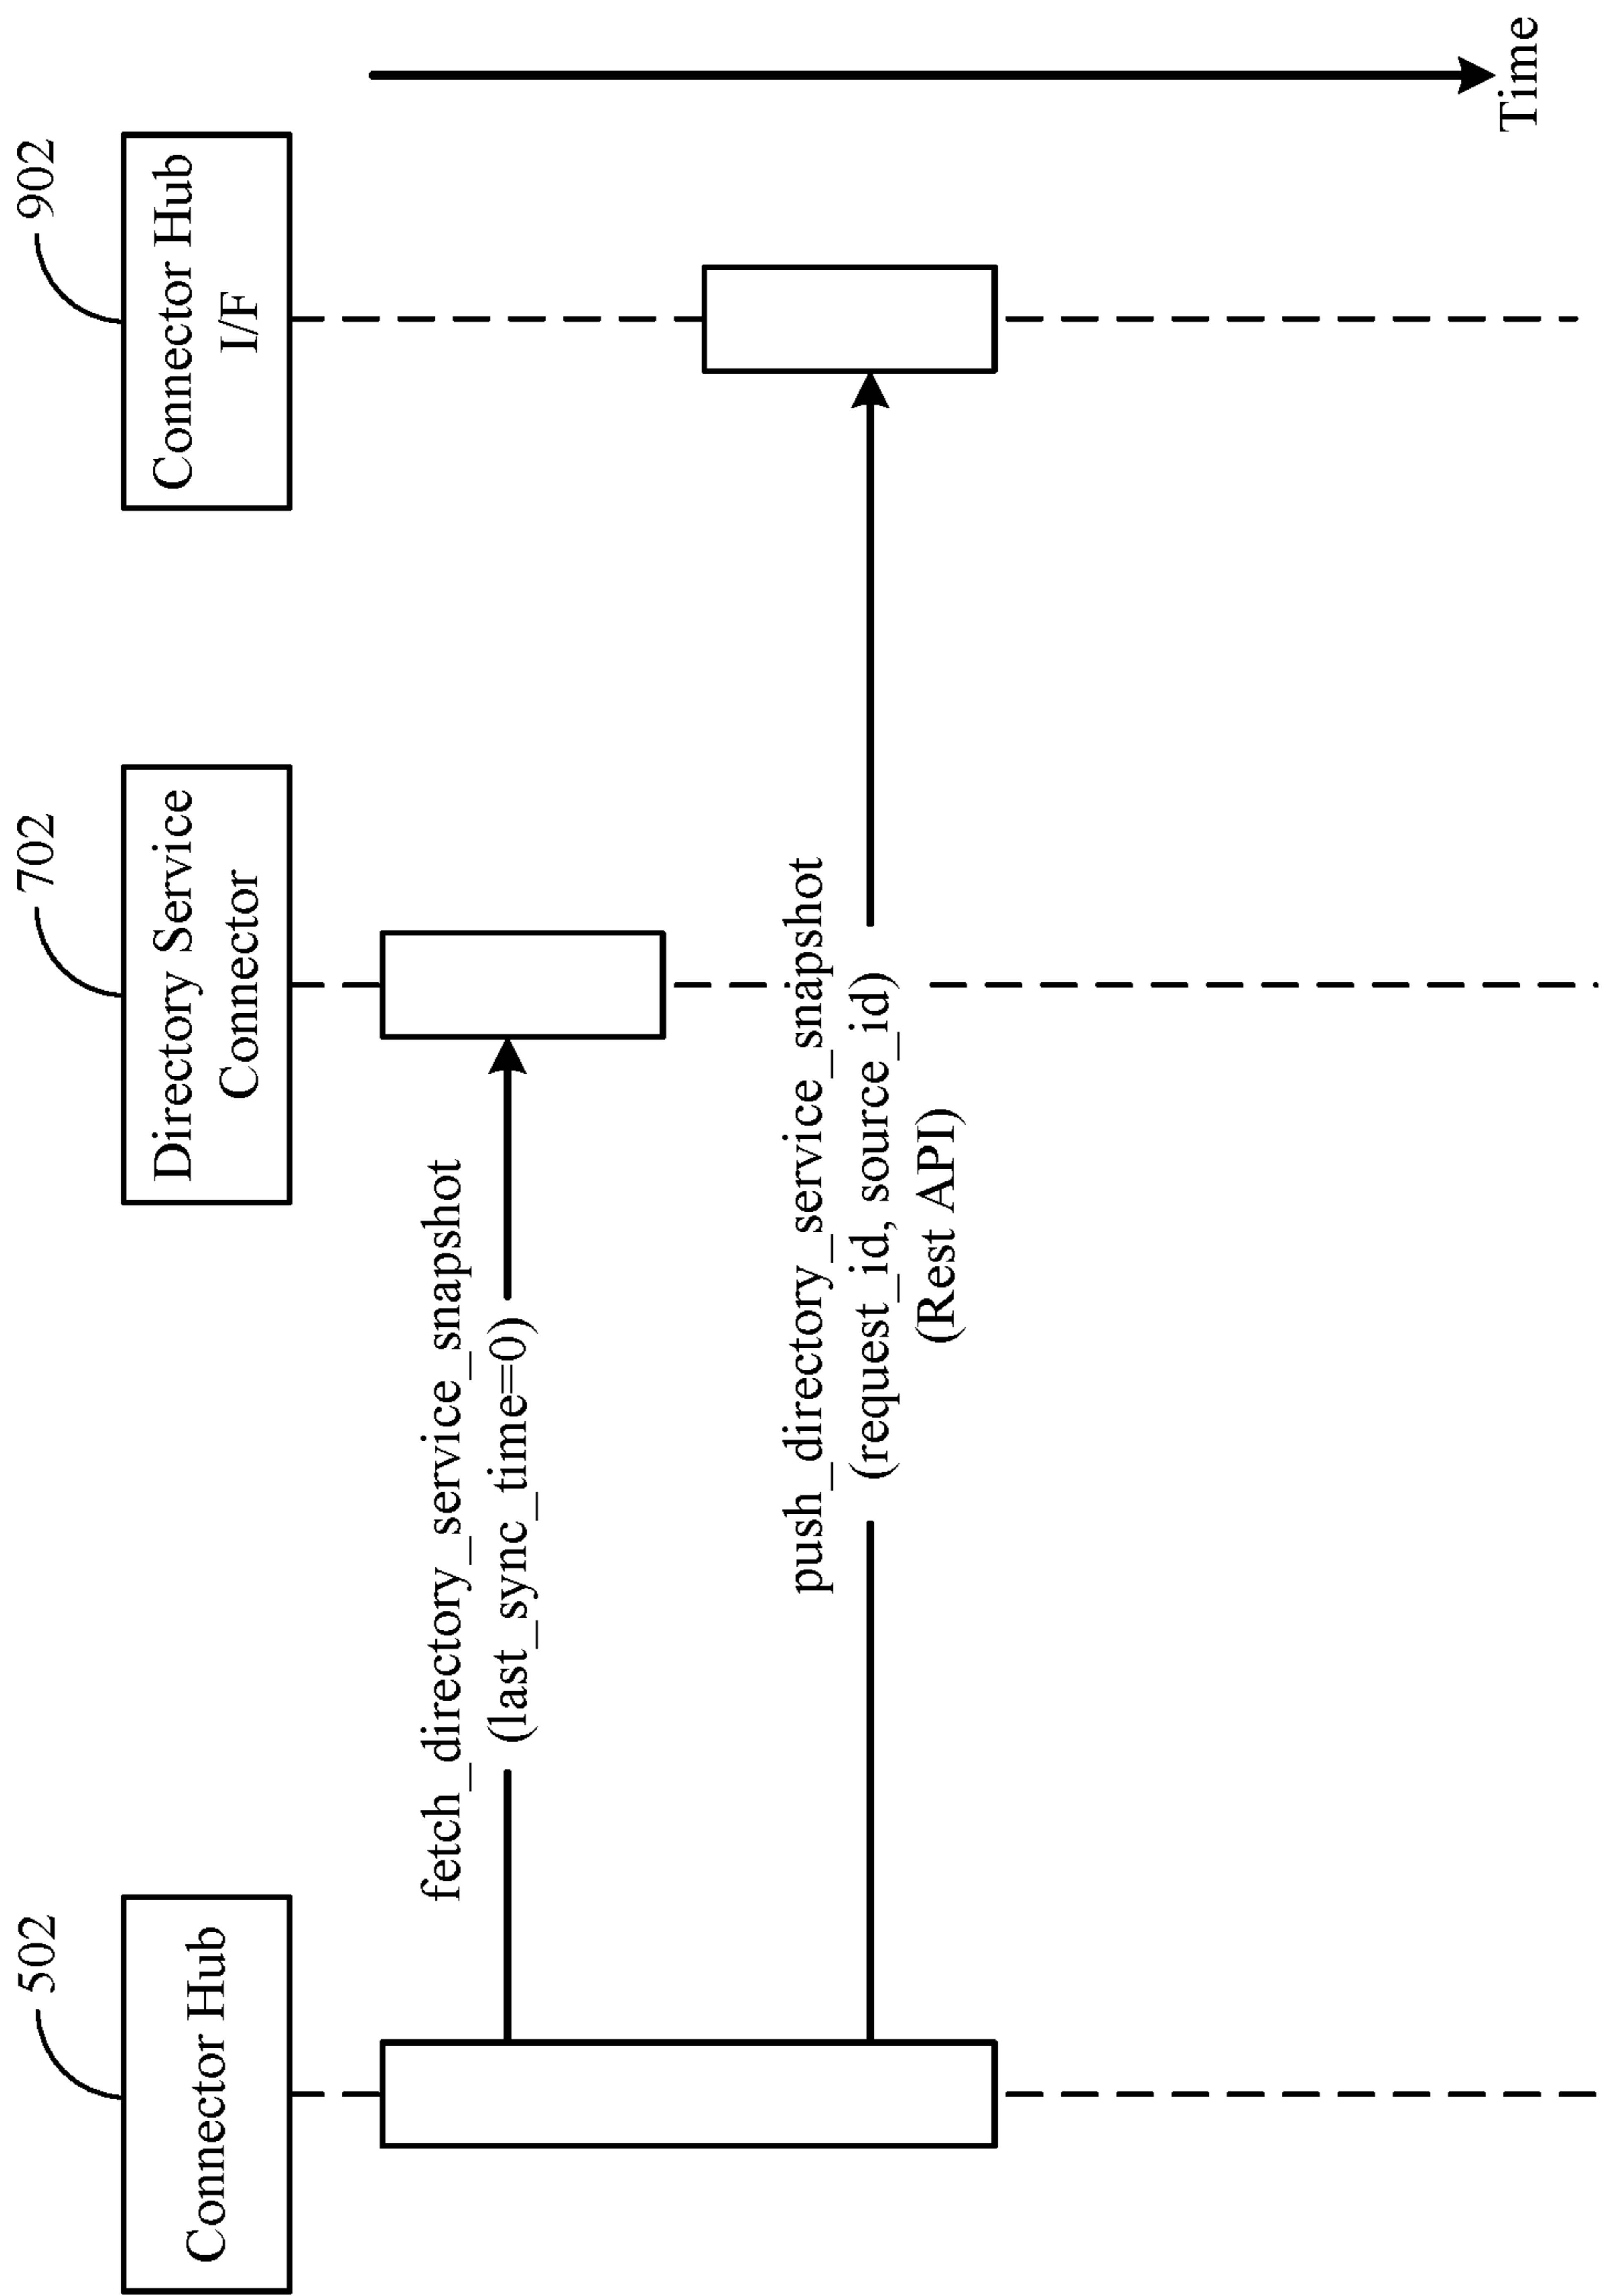 502
Connector Hub
702
Directory Service
Connector
902
Connector Hub
I/F
fetch_directory_service_snapshot
(last_sync_time=0)
push_directory_service_snapshot
(request_id, source_id)
(Rest API)
Time